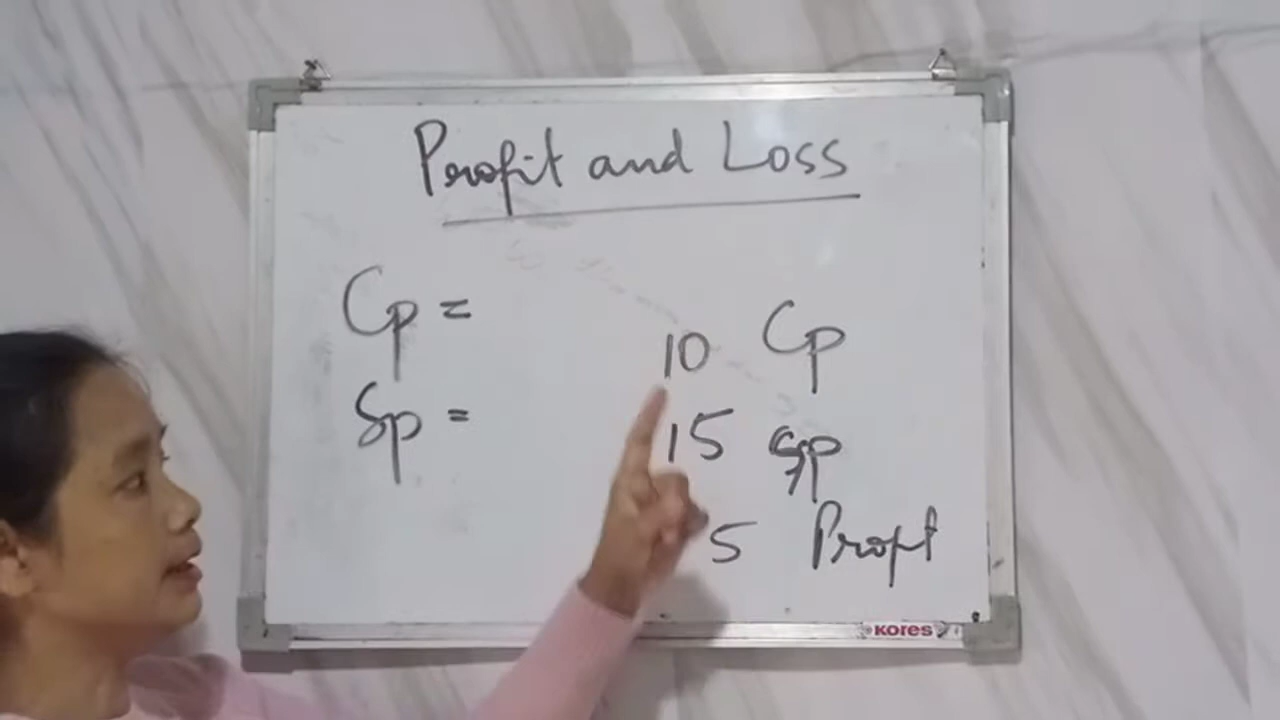 Profit and Loss
Cp =
Sp =
10 Cp
15 Sp
5 Profit
KORES